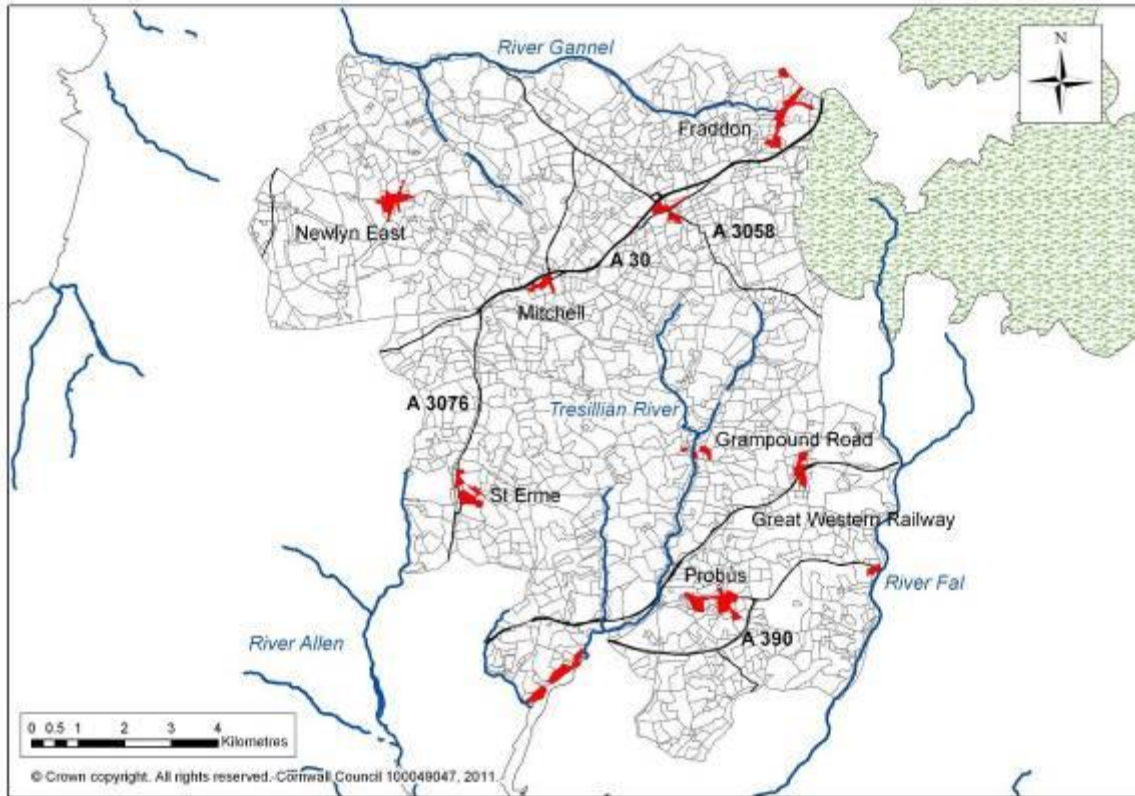 River Gannel
N
Fraddon
Newlyn East
A 3058
A 30
Mitchell
A 3076
Tresillian River
Grampound Road
St Erme
Great Western Railway
Probus
River Fal
A 390
River Allen
0 0.5 1 2 3 4
Kilometres
© Crown copyright. All rights reserved. Cornwall Council 100049047, 2011.